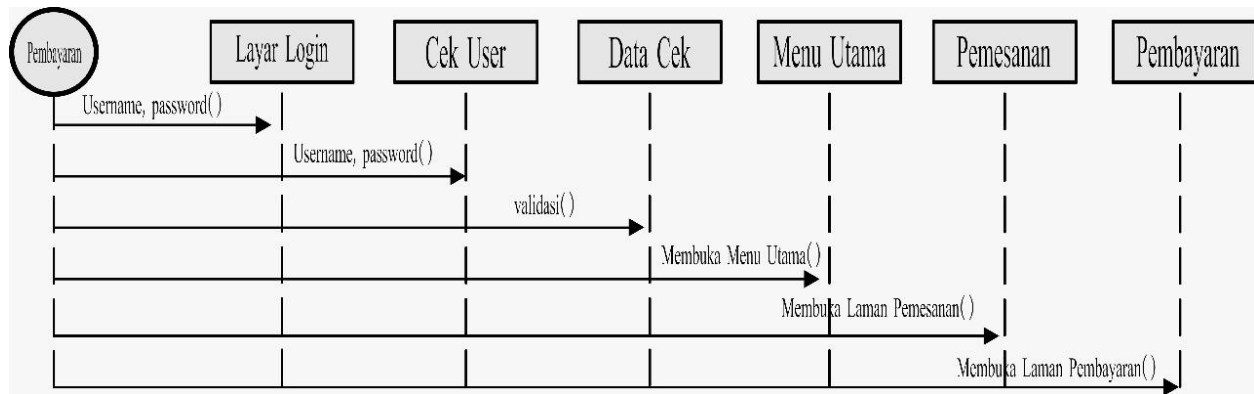 Pembayaran
Layar Login
Cek User
Data Cek
Menu Utama
Pemesanan
Pembayaran
Username, password()
Username, password()
validasi()
Membuka Menu Utama()
Membuka Laman Pemesanan()
Membuka Laman Pembayaran()